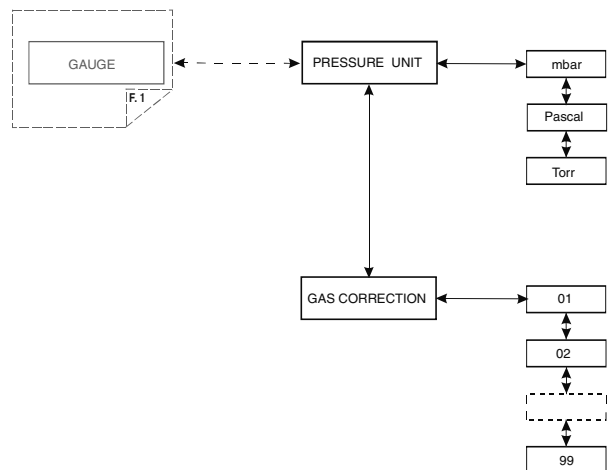 GAUGE
F. 1
PRESSURE UNIT
mbar
Pascal
Torr
GAS CORRECTION
01
02
99